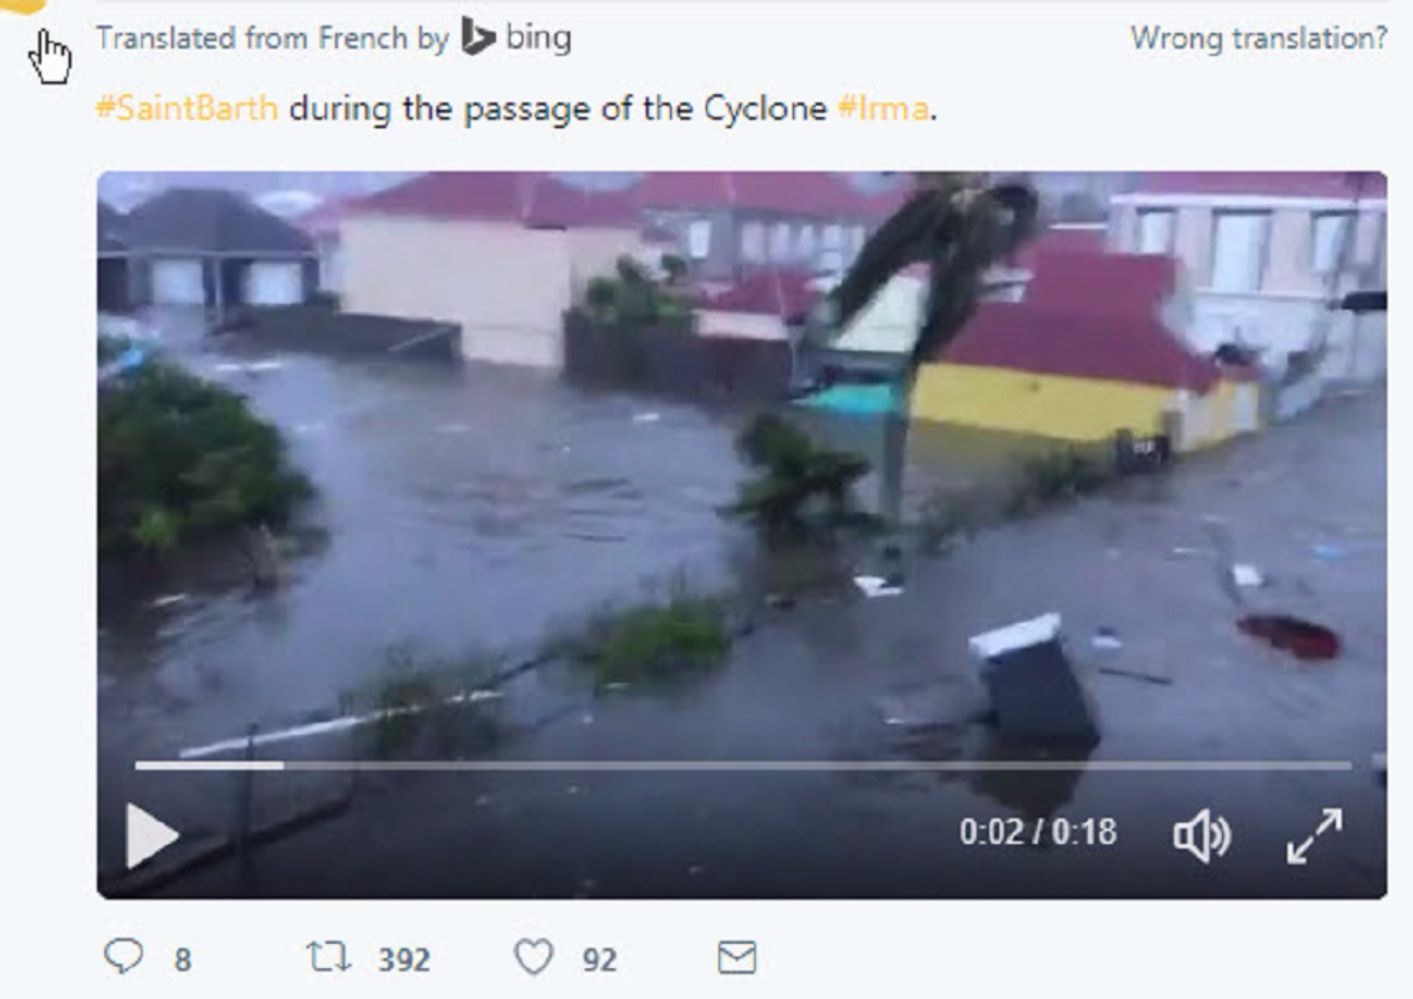 Translated from French by bing
Wrong translation?
#SaintBarth during the passage of the Cyclone #Irma.
0:02 / 0:18
8
392
92